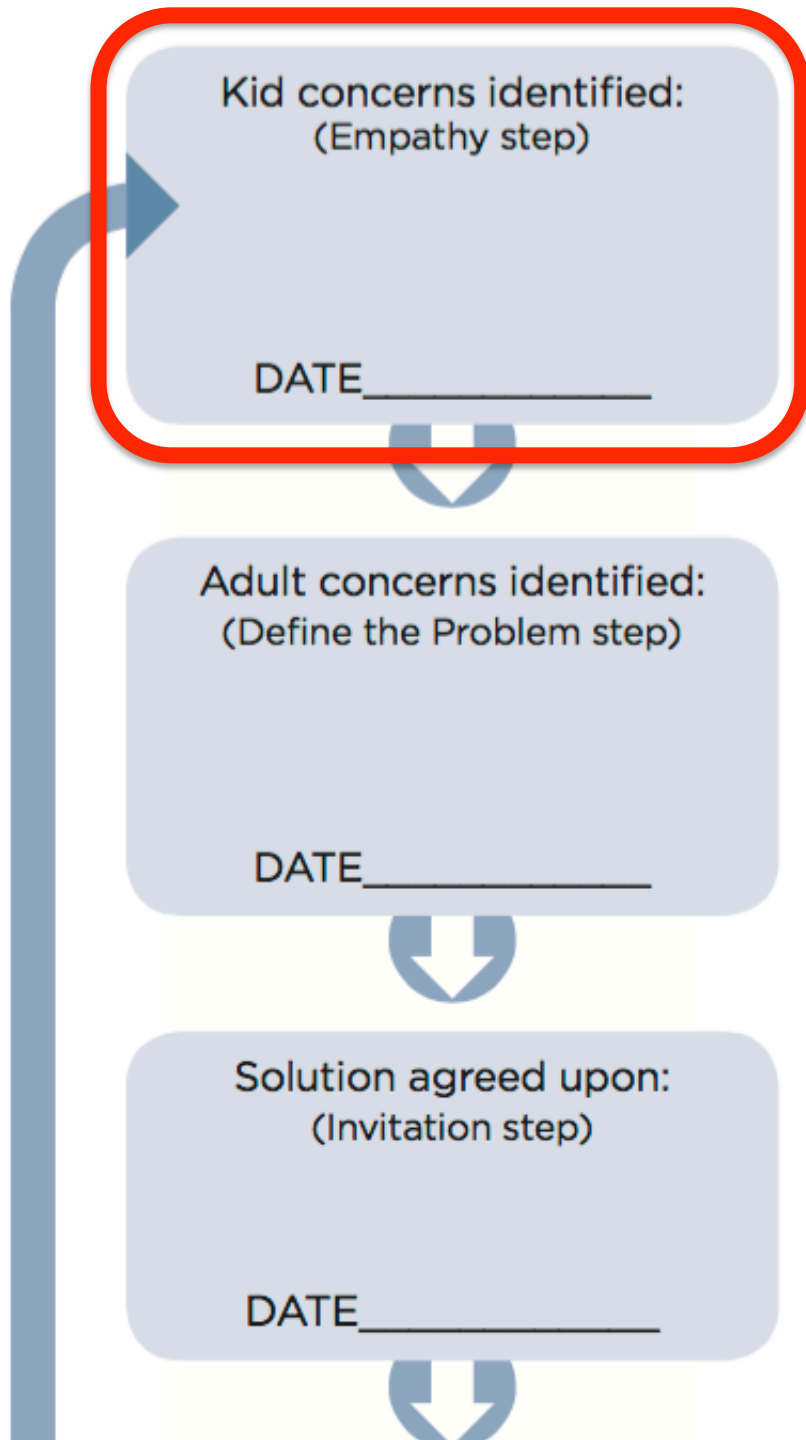 Kid concerns identified:
(Empathy step)
DATE____________
Adult concerns identified:
(Define the Problem step)
DATE____________
Solution agreed upon:
(Invitation step)
DATE____________